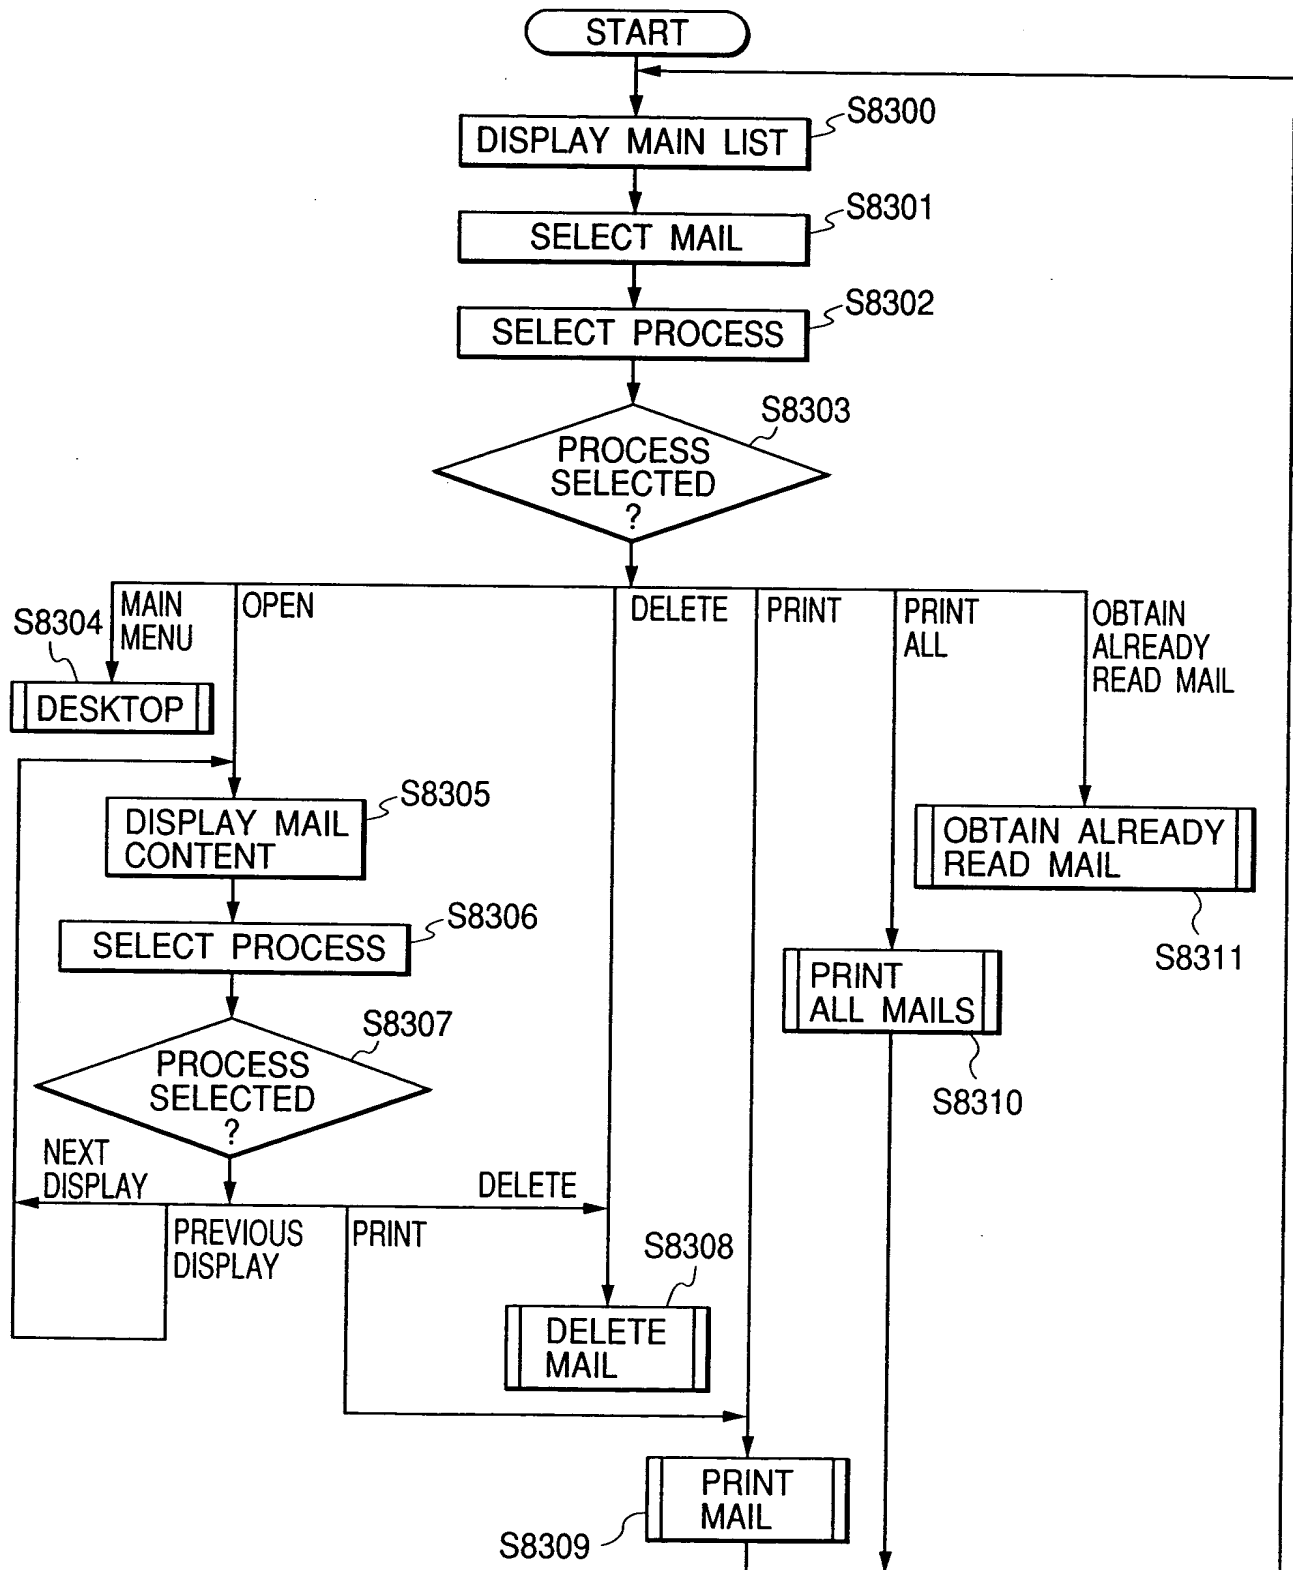 START
S8300
DISPLAY MAIN LIST
S8301
SELECT MAIL
S8302
SELECT PROCESS
S8303
PROCESS
SELECTED
?
MAIN
MENU
OPEN
DELETE
PRINT
PRINT
ALL
OBTAIN
ALREADY
READ MAIL
S8304
DESKTOP
S8305
DISPLAY MAIL
CONTENT
OBTAIN ALREADY
READ MAIL
S8311
S8306
SELECT PROCESS
PRINT
ALL MAILS
S8310
S8307
PROCESS
SELECTED
?
NEXT
DISPLAY
PREVIOUS
DISPLAY
PRINT
DELETE
S8308
DELETE
MAIL
PRINT
MAIL
S8309